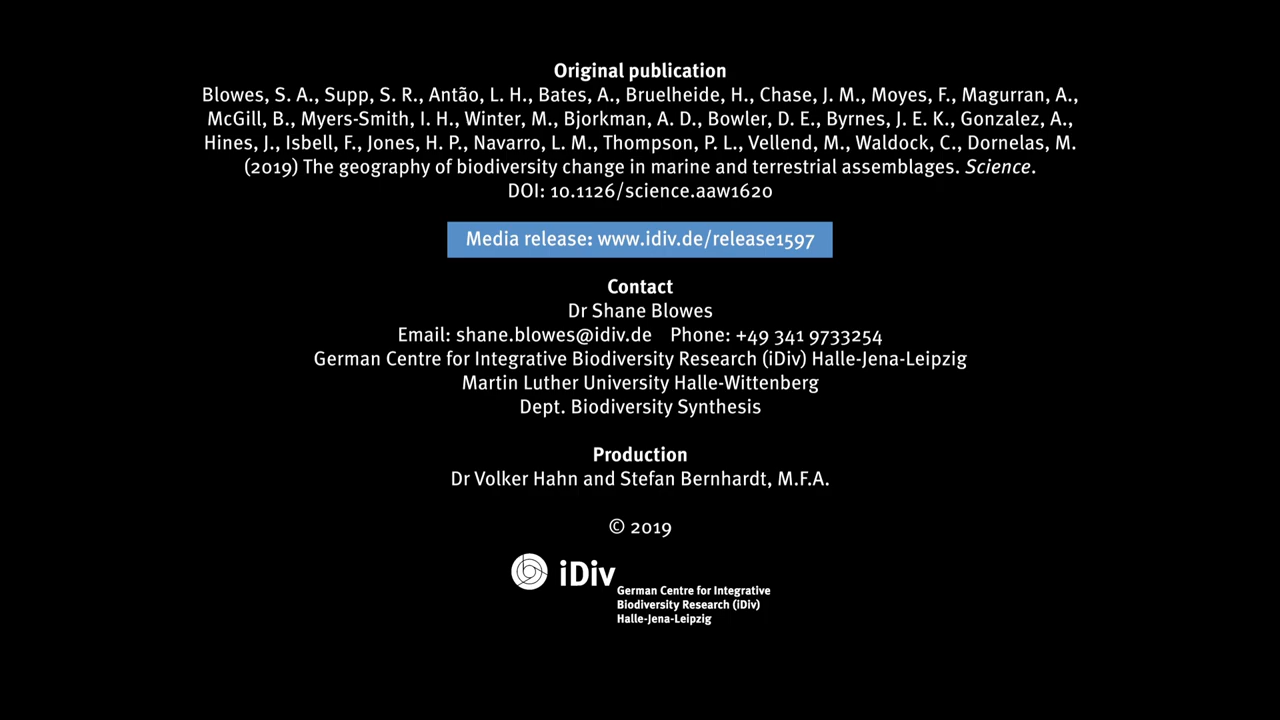 Original publication
Blowes, S. A., Supp, S. R., Antão, L. H., Bates, A., Bruelheide, H., Chase, J. M., Moyes, F., Magurran, A.,
McGill, B., Myers-Smith, I. H., Winter, M., Bjorkman, A. D., Bowler, D. E., Byrnes, J. E. K., Gonzalez, A.,
Hines, J., Isbell, F., Jones, H. P., Navarro, L. M., Thompson, P. L., Vellend, M., Waldock, C., Dornelas, M.
(2019) The geography of biodiversity change in marine and terrestrial assemblages. Science.
DOI: 10.1126/science.aaw1620
Media release: www.idiv.de/release1597
Contact
Dr Shane Blowes
Email: shane.blowes@idiv.de Phone: +49 341 9733254
German Centre for Integrative Biodiversity Research (iDiv) Halle-Jena-Leipzig
Martin Luther University Halle-Wittenberg
Dept. Biodiversity Synthesis
Production
Dr Volker Hahn and Stefan Bernhardt, M.F.A.
© 2019
iDiv
German Centre for Integrative
Biodiversity Research (iDiv)
Halle-Jena-Leipzig